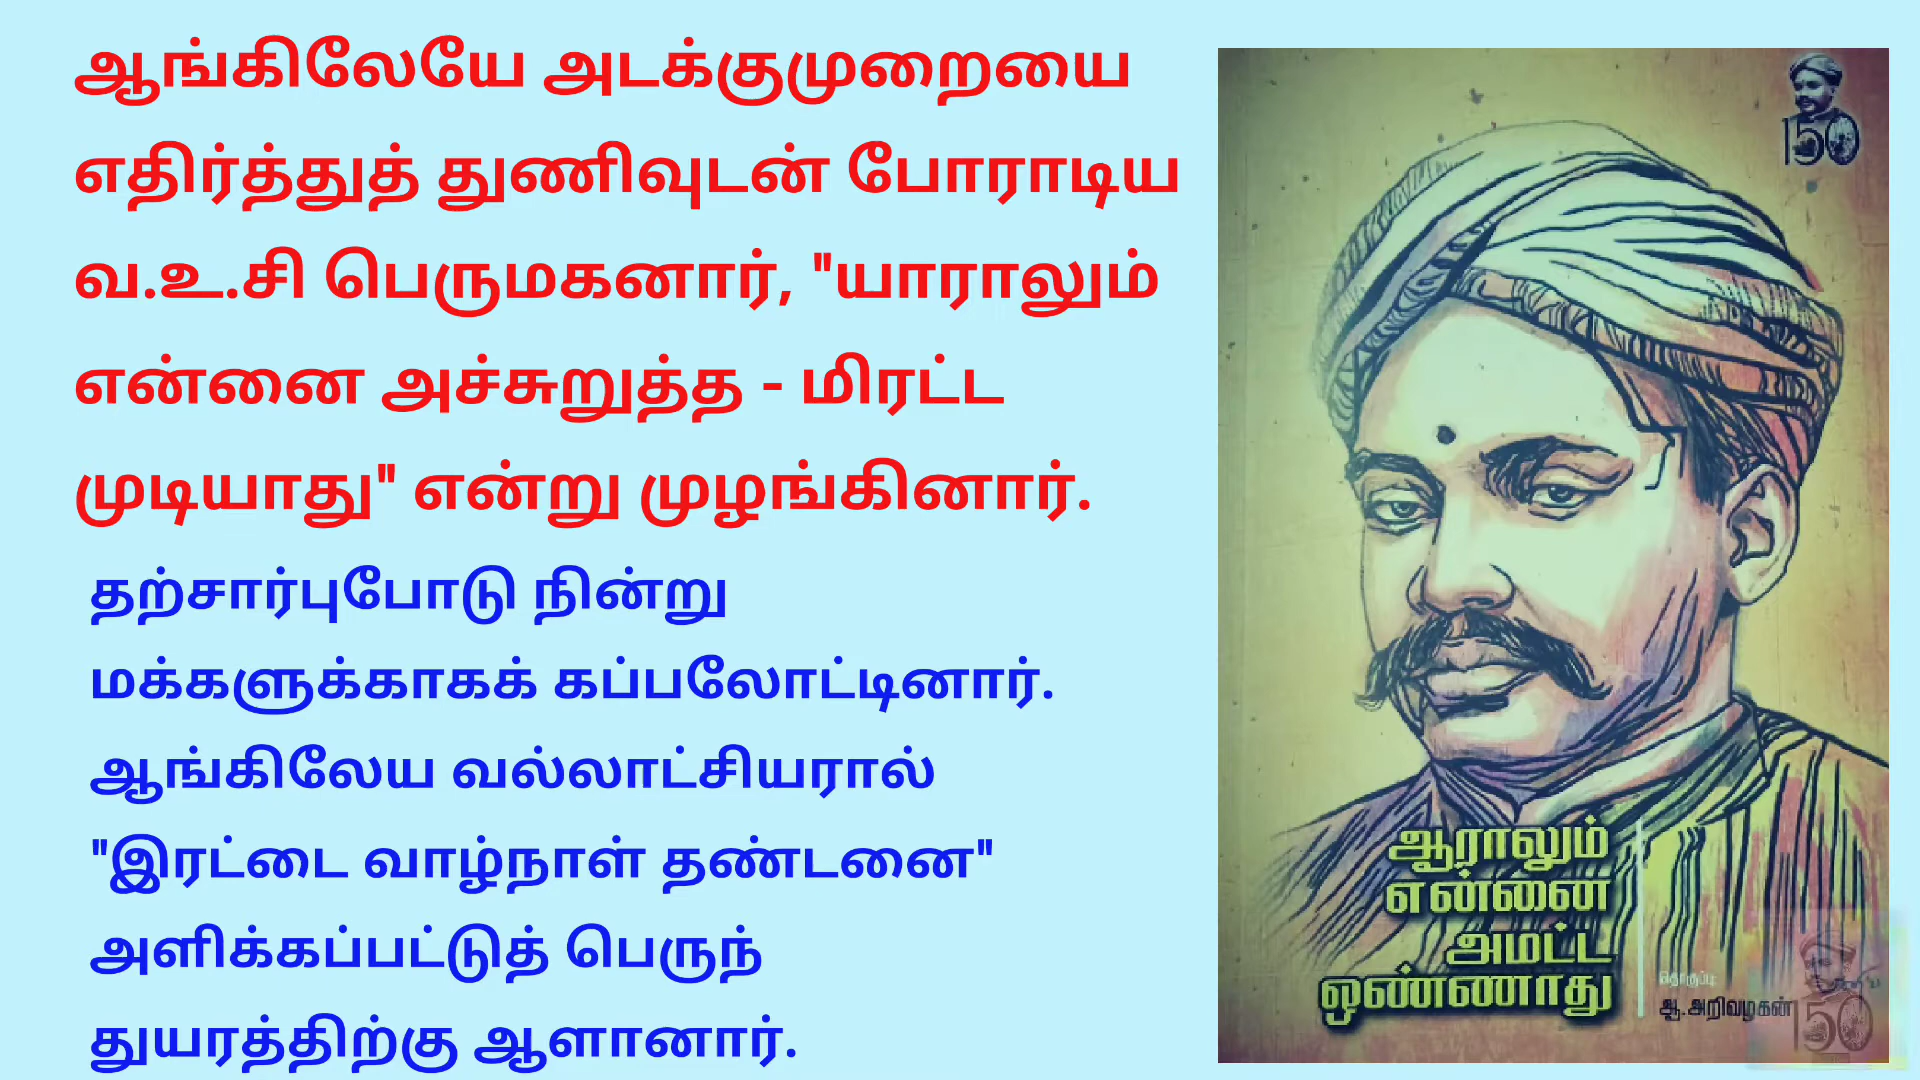 ஆங்கிலேயே அடக்குமுறையை
எதிர்த்துத் துணிவுடன் போராடிய
வ.உ.சி பெருமகனார், "யாராலும்
என்னை அச்சுறுத்த - மிரட்ட
முடியாது" என்று முழங்கினார்.
தற்சார்புபோடு நின்று
மக்களுக்காகக் கப்பலோட்டினார்.
ஆங்கிலேய வல்லாட்சியரால்
"இரட்டை வாழ்நாள் தண்டனை"
அளிக்கப்பட்டுத் பெருந்
துயரத்திற்கு ஆளானார்.
150
ஆராலும்
என்னை
அமட்ட
ஒண்ணாது
தொகுப்பு:
ஆ.அறிவழகன்
150